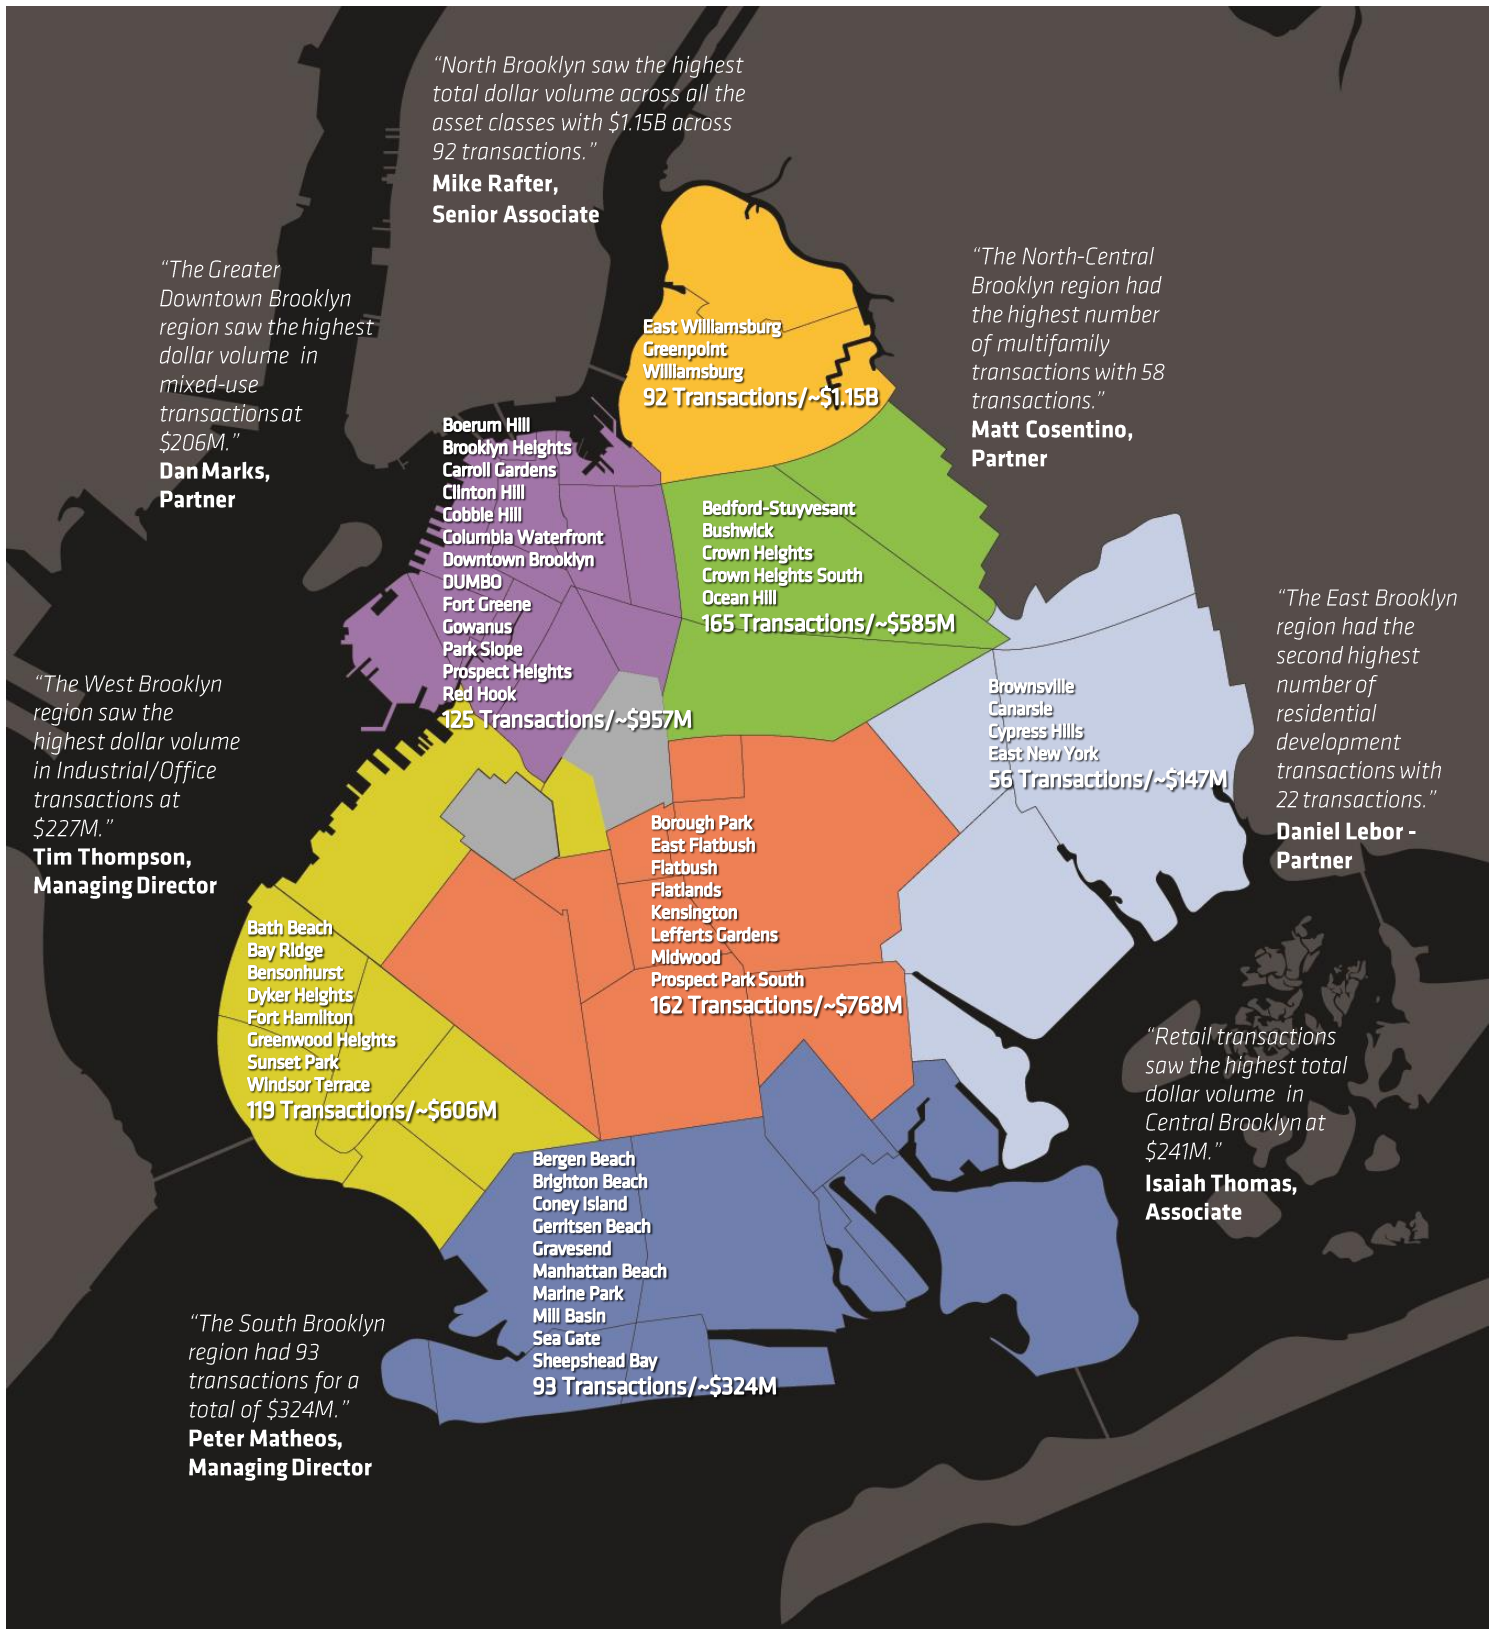 “North Brooklyn saw the highest
total dollar volume across all the
asset classes with $1.15B across
92 transactions.”
Mike Rafter,
Senior Associate
“The Greater
Downtown Brooklyn
region saw the highest
dollar volume in
mixed-use
transactions at
$206M.”
Dan Marks,
Partner
“The North-Central
Brooklyn region had
the highest number
of multifamily
transactions with 58
transactions.”
Matt Cosentino,
Partner
East Williamsburg
Greenpoint
Williamsburg
92 Transactions/~$1.15B
Boerum Hill
Brooklyn Heights
Carroll Gardens
Clinton Hill
Cobble Hill
Columbia Waterfront
Downtown Brooklyn
DUMBO
Fort Greene
Gowanus
Park Slope
Prospect Heights
Red Hook
125 Transactions/~$957M
Bedford-Stuyvesant
Bushwick
Crown Heights
Crown Heights South
Ocean Hill
165 Transactions/~$585M
“The East Brooklyn
region had the
second highest
number of
residential
development
transactions with
22 transactions.”
Daniel Lebor -
Partner
“The West Brooklyn
region saw the
highest dollar volume
in Industrial/Office
transactions at
$227M.”
Tim Thompson,
Managing Director
Brownsville
Canarsie
Cypress Hills
East New York
56 Transactions/~$147M
Borough Park
East Flatbush
Flatbush
Flatlands
Kensington
Lefferts Gardens
Midwood
Prospect Park South
162 Transactions/~$768M
Bath Beach
Bay Ridge
Bensonhurst
Dyker Heights
Fort Hamilton
Greenwood Heights
Sunset Park
Windsor Terrace
119 Transactions/~$606M
“Retail transactions
saw the highest total
dollar volume in
Central Brooklyn at
$241M.”
Isaiah Thomas,
Associate
Bergen Beach
Brighton Beach
Coney Island
Gerritsen Beach
Gravesend
Manhattan Beach
Marine Park
Mill Basin
Sea Gate
Sheepshead Bay
93 Transactions/~$324M
“The South Brooklyn
region had 93
transactions for a
total of $324M.”
Peter Matheos,
Managing Director